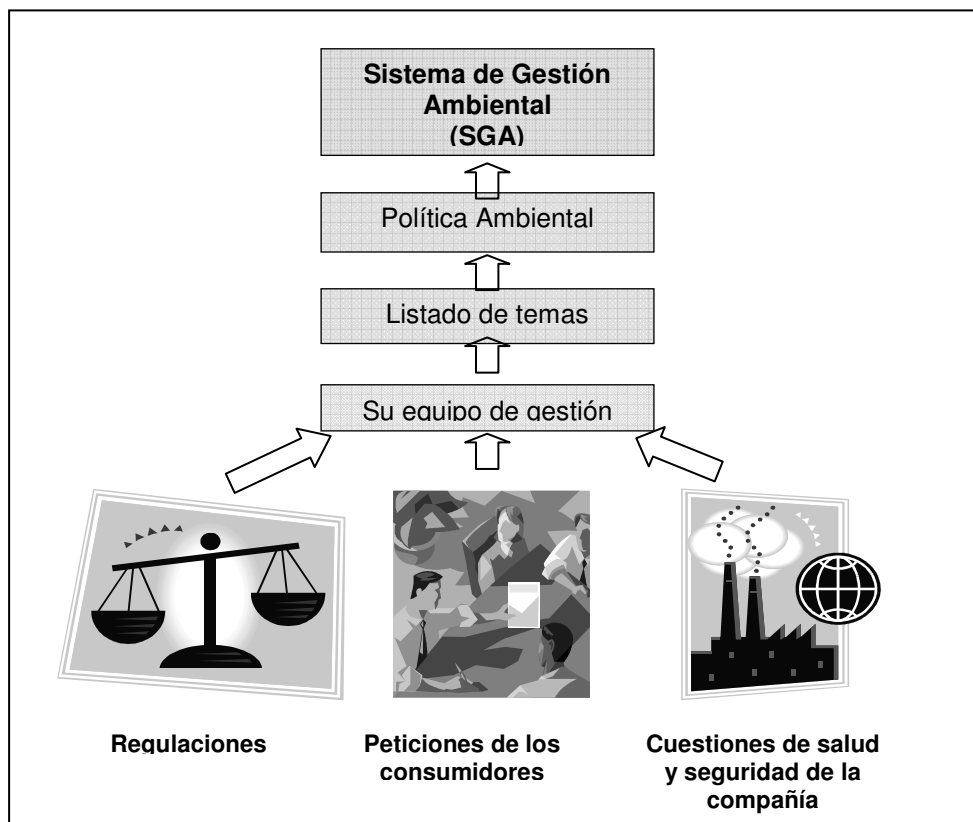 Sistema de Gestión
Ambiental
(SGA)
Política Ambiental
Listado de temas
Su equipo de gestión
Regulaciones
Peticiones de los
consumidores
Cuestiones de salud
y seguridad de la
compañía